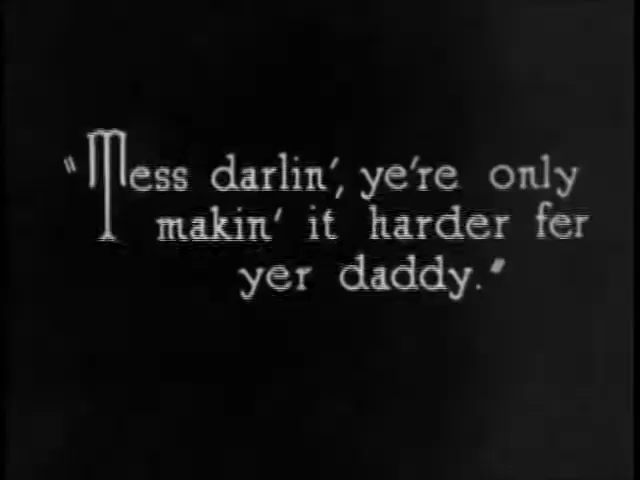 "Tess darlin', ye're only
makin' it harder fer
yer daddy."